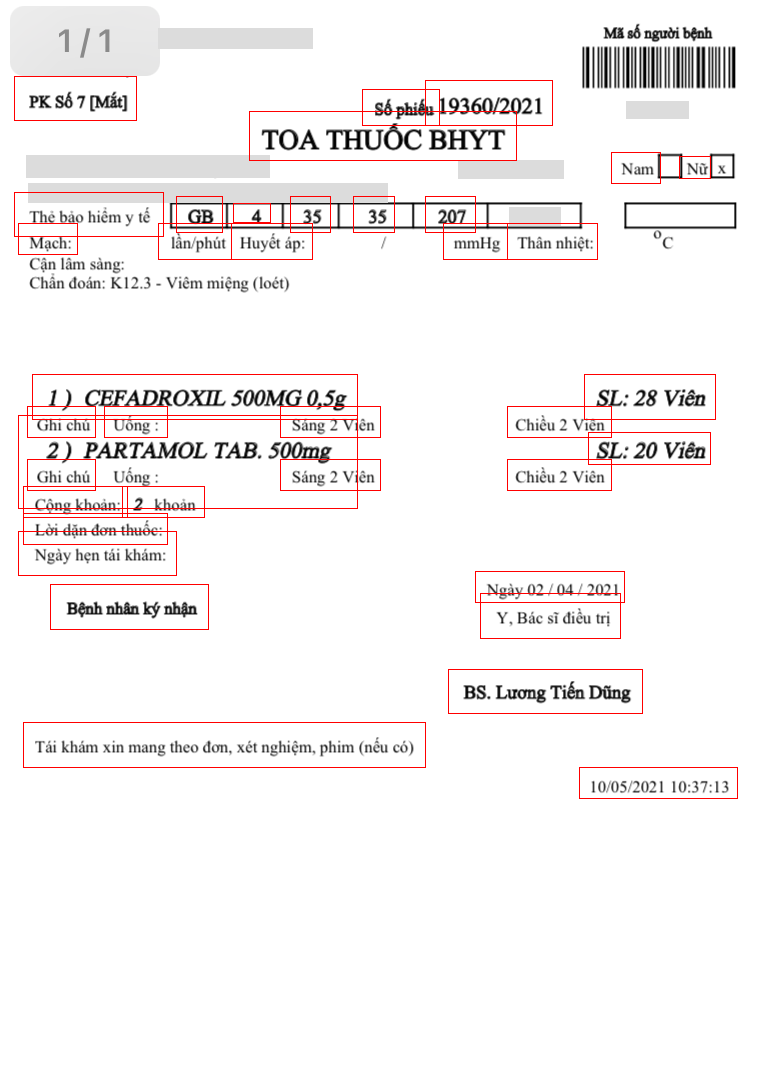 1/1
Mã số người bệnh
PK Số 7 [Mắt]
Số phiếu 19360/2021
TOA THUỐC BHYT
Nam Nữ x
Thẻ bảo hiểm y tế GB 4 35 35 207
Mạch: lần/phút Huyết áp: / mmHg Thân nhiệt: °C
Cận lâm sàng:
Chẩn đoán: K12.3 - Viêm miệng (loét)
1 ) CEFADROXIL 500MG 0,5g SL: 28 Viên
Ghi chú Uống : Sáng 2 Viên Chiều 2 Viên
2 ) PARTAMOL TAB. 500mg SL: 20 Viên
Ghi chú Uống : Sáng 2 Viên Chiều 2 Viên
Cộng khoản: 2 khoản
Lời dặn đơn thuốc:
Ngày hẹn tái khám:
Ngày 02 / 04 / 2021
Bệnh nhân ký nhận Y, Bác sĩ điều trị
BS. Lương Tiến Dũng
Tái khám xin mang theo đơn, xét nghiệm, phim (nếu có)
10/05/2021 10:37:13